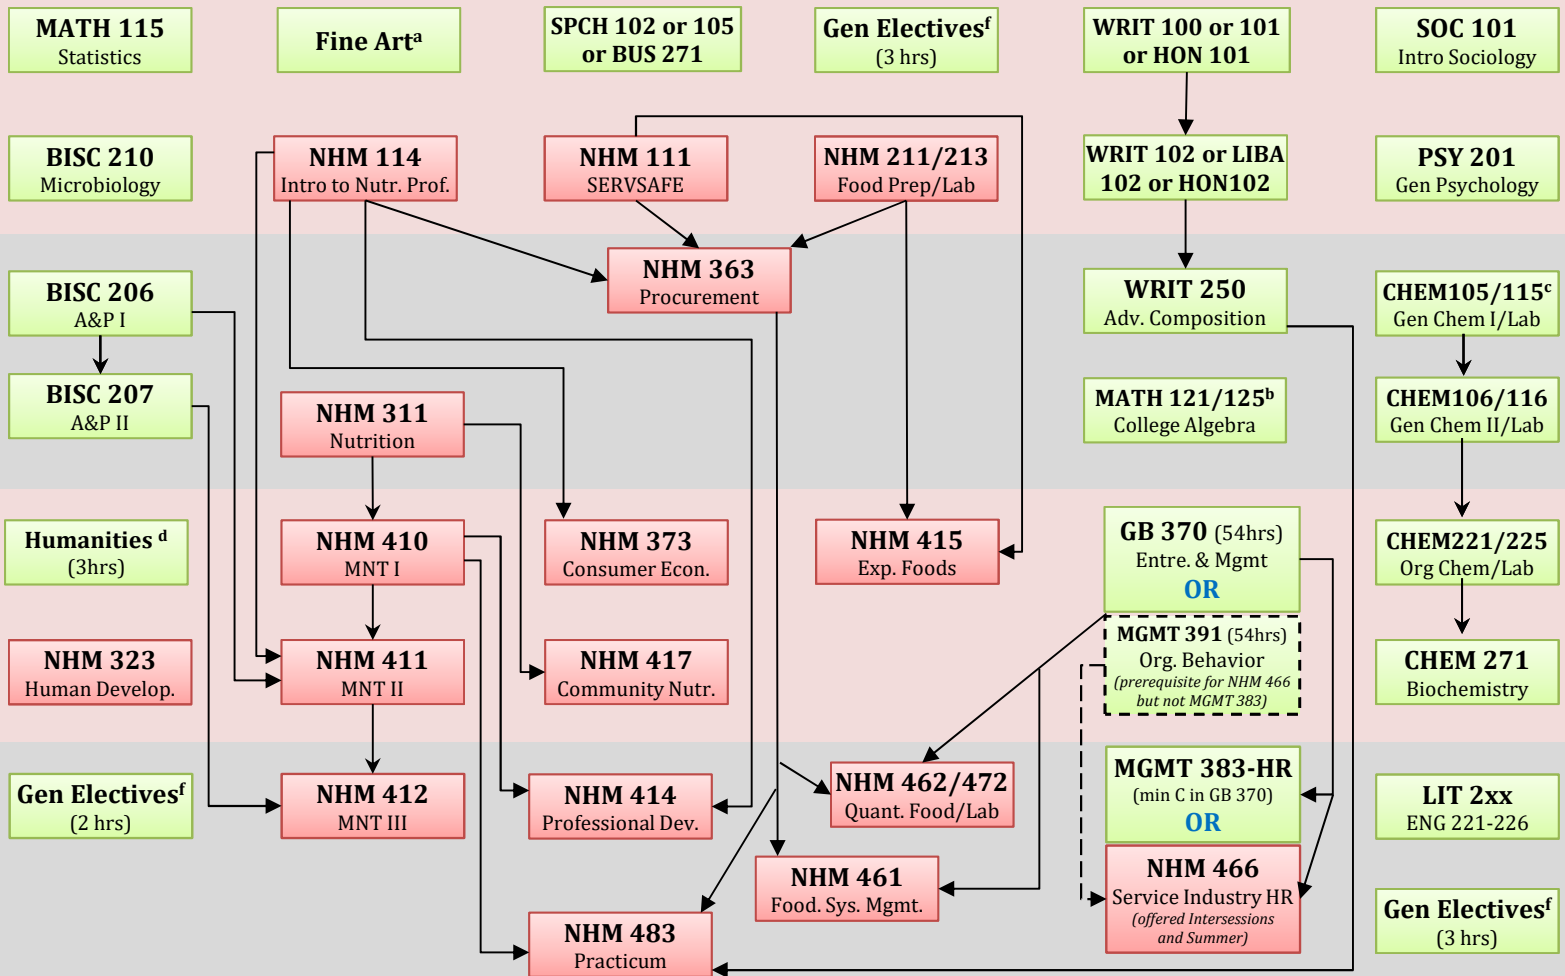 MATH 115
Statistics
Fine Artᵃ
SPCH 102 or 105
or BUS 271
Gen Electivesᶠ
(3 hrs)
WRIT 100 or 101
or HON 101
SOC 101
Intro Sociology
BISC 210
Microbiology
NHM 114
Intro to Nutr. Prof.
NHM 111
SERVSAFE
NHM 211/213
Food Prep/Lab
WRIT 102 or LIBA
102 or HON102
PSY 201
Gen Psychology
BISC 206
A&P I
NHM 363
Procurement
WRIT 250
Adv. Composition
CHEM105/115ᶜ
Gen Chem I/Lab
BISC 207
A&P II
NHM 311
Nutrition
MATH 121/125ᵇ
College Algebra
CHEM106/116
Gen Chem II/Lab
Humanities ᵈ
(3hrs)
NHM 410
MNT I
NHM 373
Consumer Econ.
NHM 415
Exp. Foods
GB 370 (54hrs)
Entre. & Mgmt
OR
CHEM221/225
Org Chem/Lab
NHM 323
Human Develop.
NHM 411
MNT II
NHM 417
Community Nutr.
MGMT 391 (54hrs)
Org. Behavior
(prerequisite for NHM 466
but not MGMT 383)
CHEM 271
Biochemistry
Gen Electivesᶠ
(2 hrs)
NHM 412
MNT III
NHM 414
Professional Dev.
NHM 462/472
Quant. Food/Lab
MGMT 383-HR
(min C in GB 370)
OR
LIT 2xx
ENG 221-226
NHM 461
Food. Sys. Mgmt.
NHM 466
Service Industry HR
(offered Intersessions
and Summer)
Gen Electivesᶠ
(3 hrs)
NHM 483
Practicum